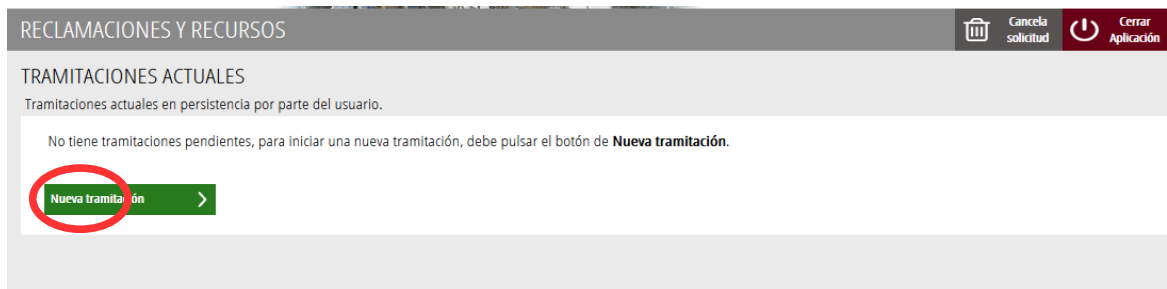 RECLAMACIONES Y RECURSOS
Cancela
solicitud
Cerrar
Aplicación
TRAMITACIONES ACTUALES
Tramitaciones actuales en persistencia por parte del usuario.
No tiene tramitaciones pendientes, para iniciar una nueva tramitación, debe pulsar el botón de Nueva tramitación.
Nueva tramitación